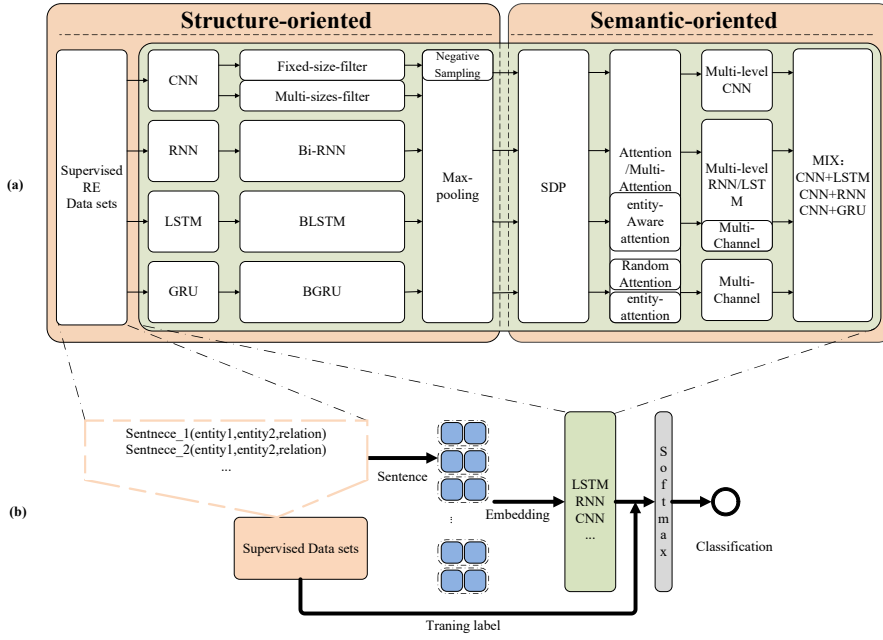 Structure-oriented
Semantic-oriented
(a)
Supervised
RE
Data sets
CNN
Fixed-size-filter
Multi-sizes-filter
Negative
Sampling
RNN
Bi-RNN
LSTM
BLSTM
GRU
BGRU
Max-
pooling
SDP
Attention
/Multi-
Attention
entity-
Aware
attention
Random
Attention
entity-
attention
Multi-level
CNN
Multi-level
RNN/LST
M
Multi-
Channel
Multi-
Channel
MIX:
CNN+LSTM
CNN+RNN
CNN+GRU
(b)
Sentnece_1(entity1,entity2,relation)
Sentnece_2(entity1,entity2,relation)
...
Sentence
Supervised Data sets
...
Embedding
LSTM
RNN
CNN
...
Softmax
Classification
Traning label